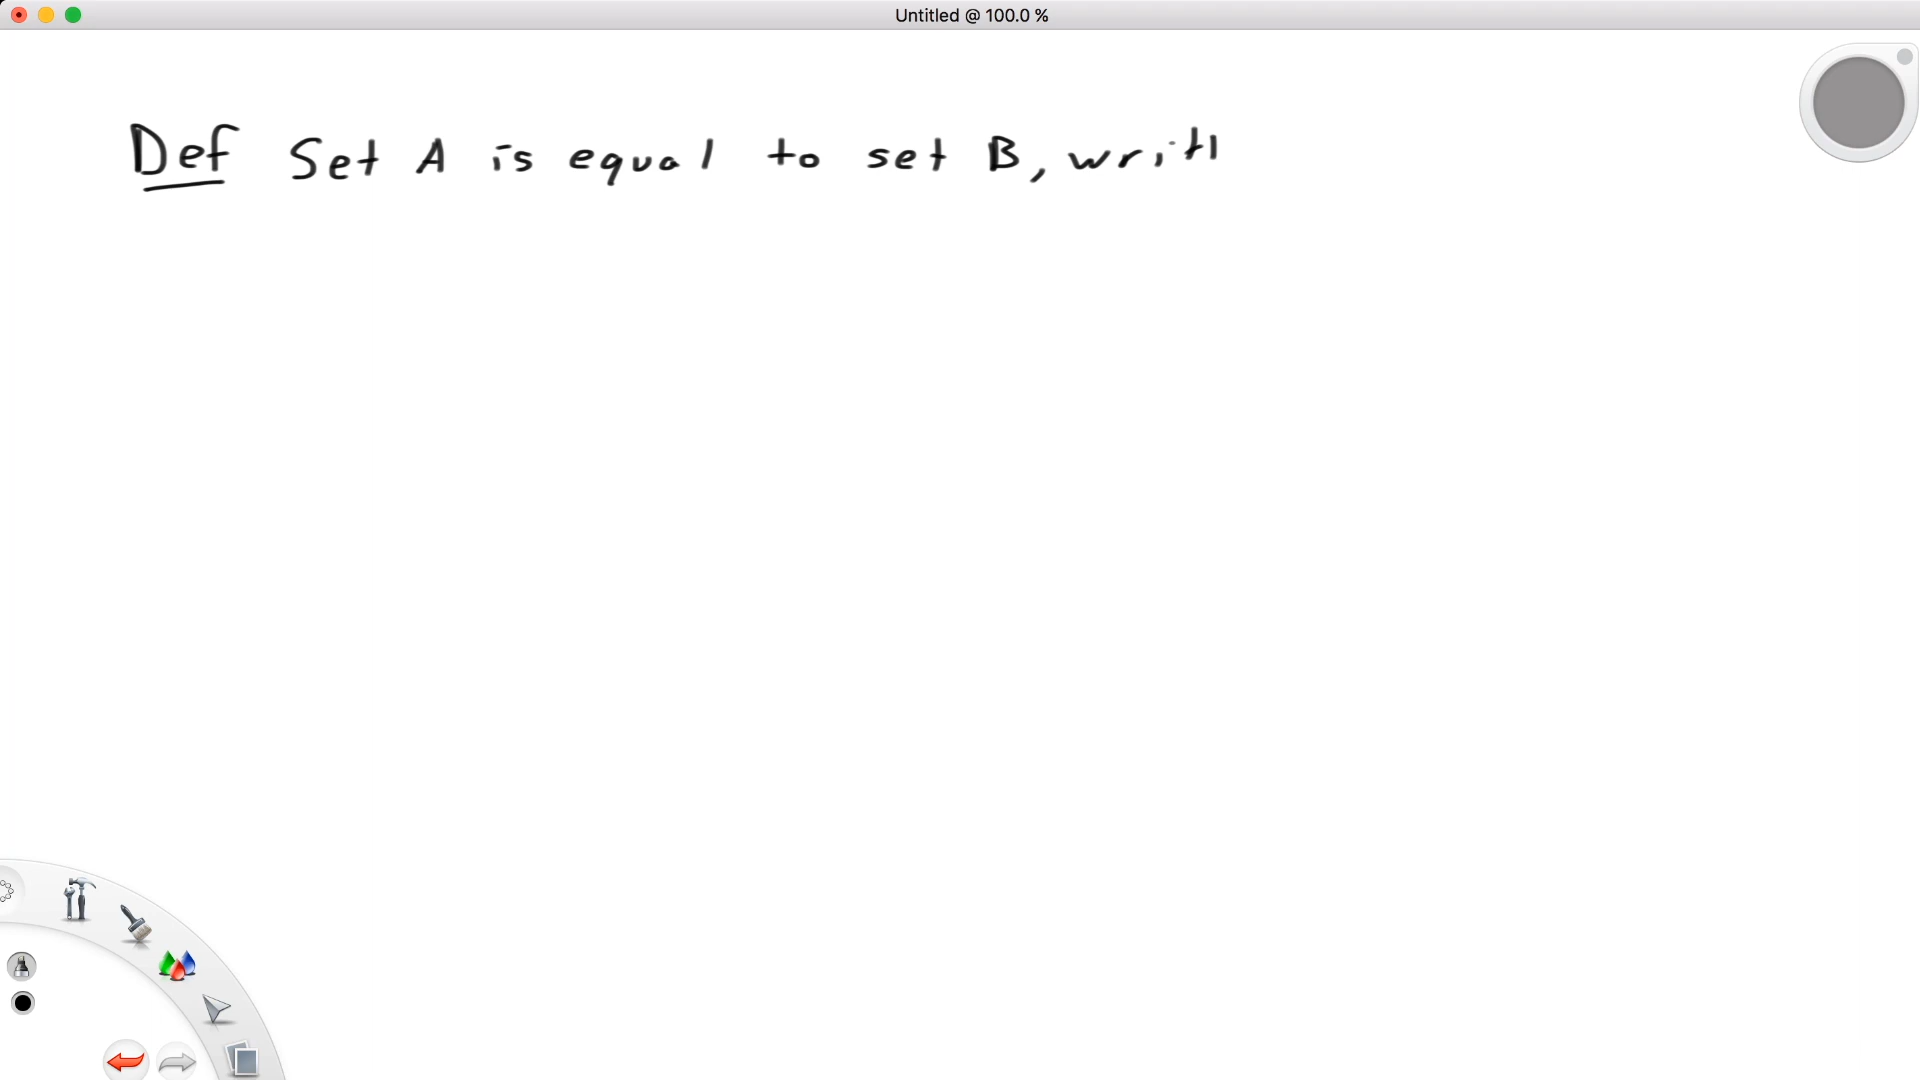 Untitled @ 100.0 %
Def Set A is equal to set B,